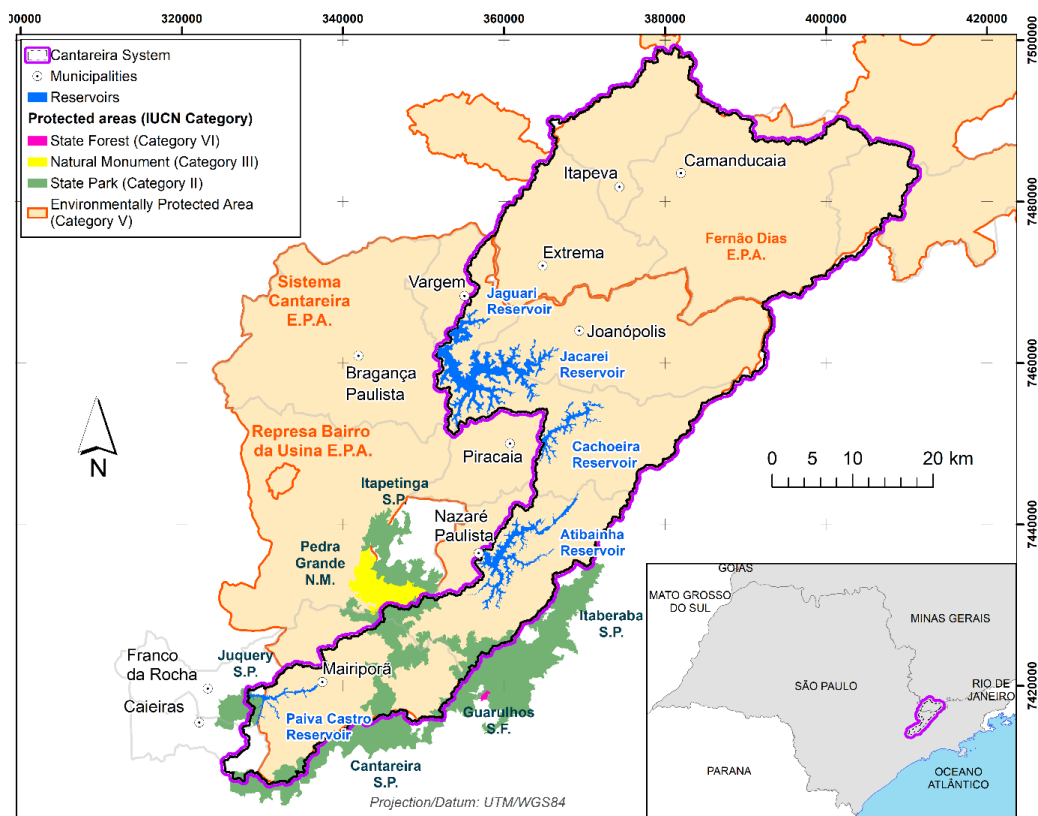 00000
320000
340000
360000
380000
400000
420000
Cantareira System
Municipalities
Reservoirs
Protected areas (IUCN Category)
State Forest (Category VI)
Natural Monument (Category III)
State Park (Category II)
Environmentally Protected Area
(Category V)
7500000
7480000
7460000
7440000
7420000
Itapeva
Camanducaia
Extrema
Fernão Dias
E.P.A.
Sistema
Cantareira
E.P.A.
Vargem
Jaguari
Reservoir
Joanópolis
Bragança
Paulista
Jacarei
Reservoir
Represa Bairro
da Usina E.P.A.
Piracaia
Cachoeira
Reservoir
N
0 5 10 20 km
Itapetinga
S.P.
Nazaré
Paulista
Atibainha
Reservoir
Pedra
Grande
N.M.
Itaberaba
S.P.
Franco
da Rocha
Juquery
S.P.
Mairiporã
Caieiras
Paiva Castro
Reservoir
Guarulhos
S.F.
Cantareira
S.P.
Projection/Datum: UTM/WGS84
GOIAS
MATO GROSSO
DO SUL
MINAS GERAIS
SÃO PAULO
RIO DE
JANEIRO
PARANA
OCEANO
ATLÂNTICO